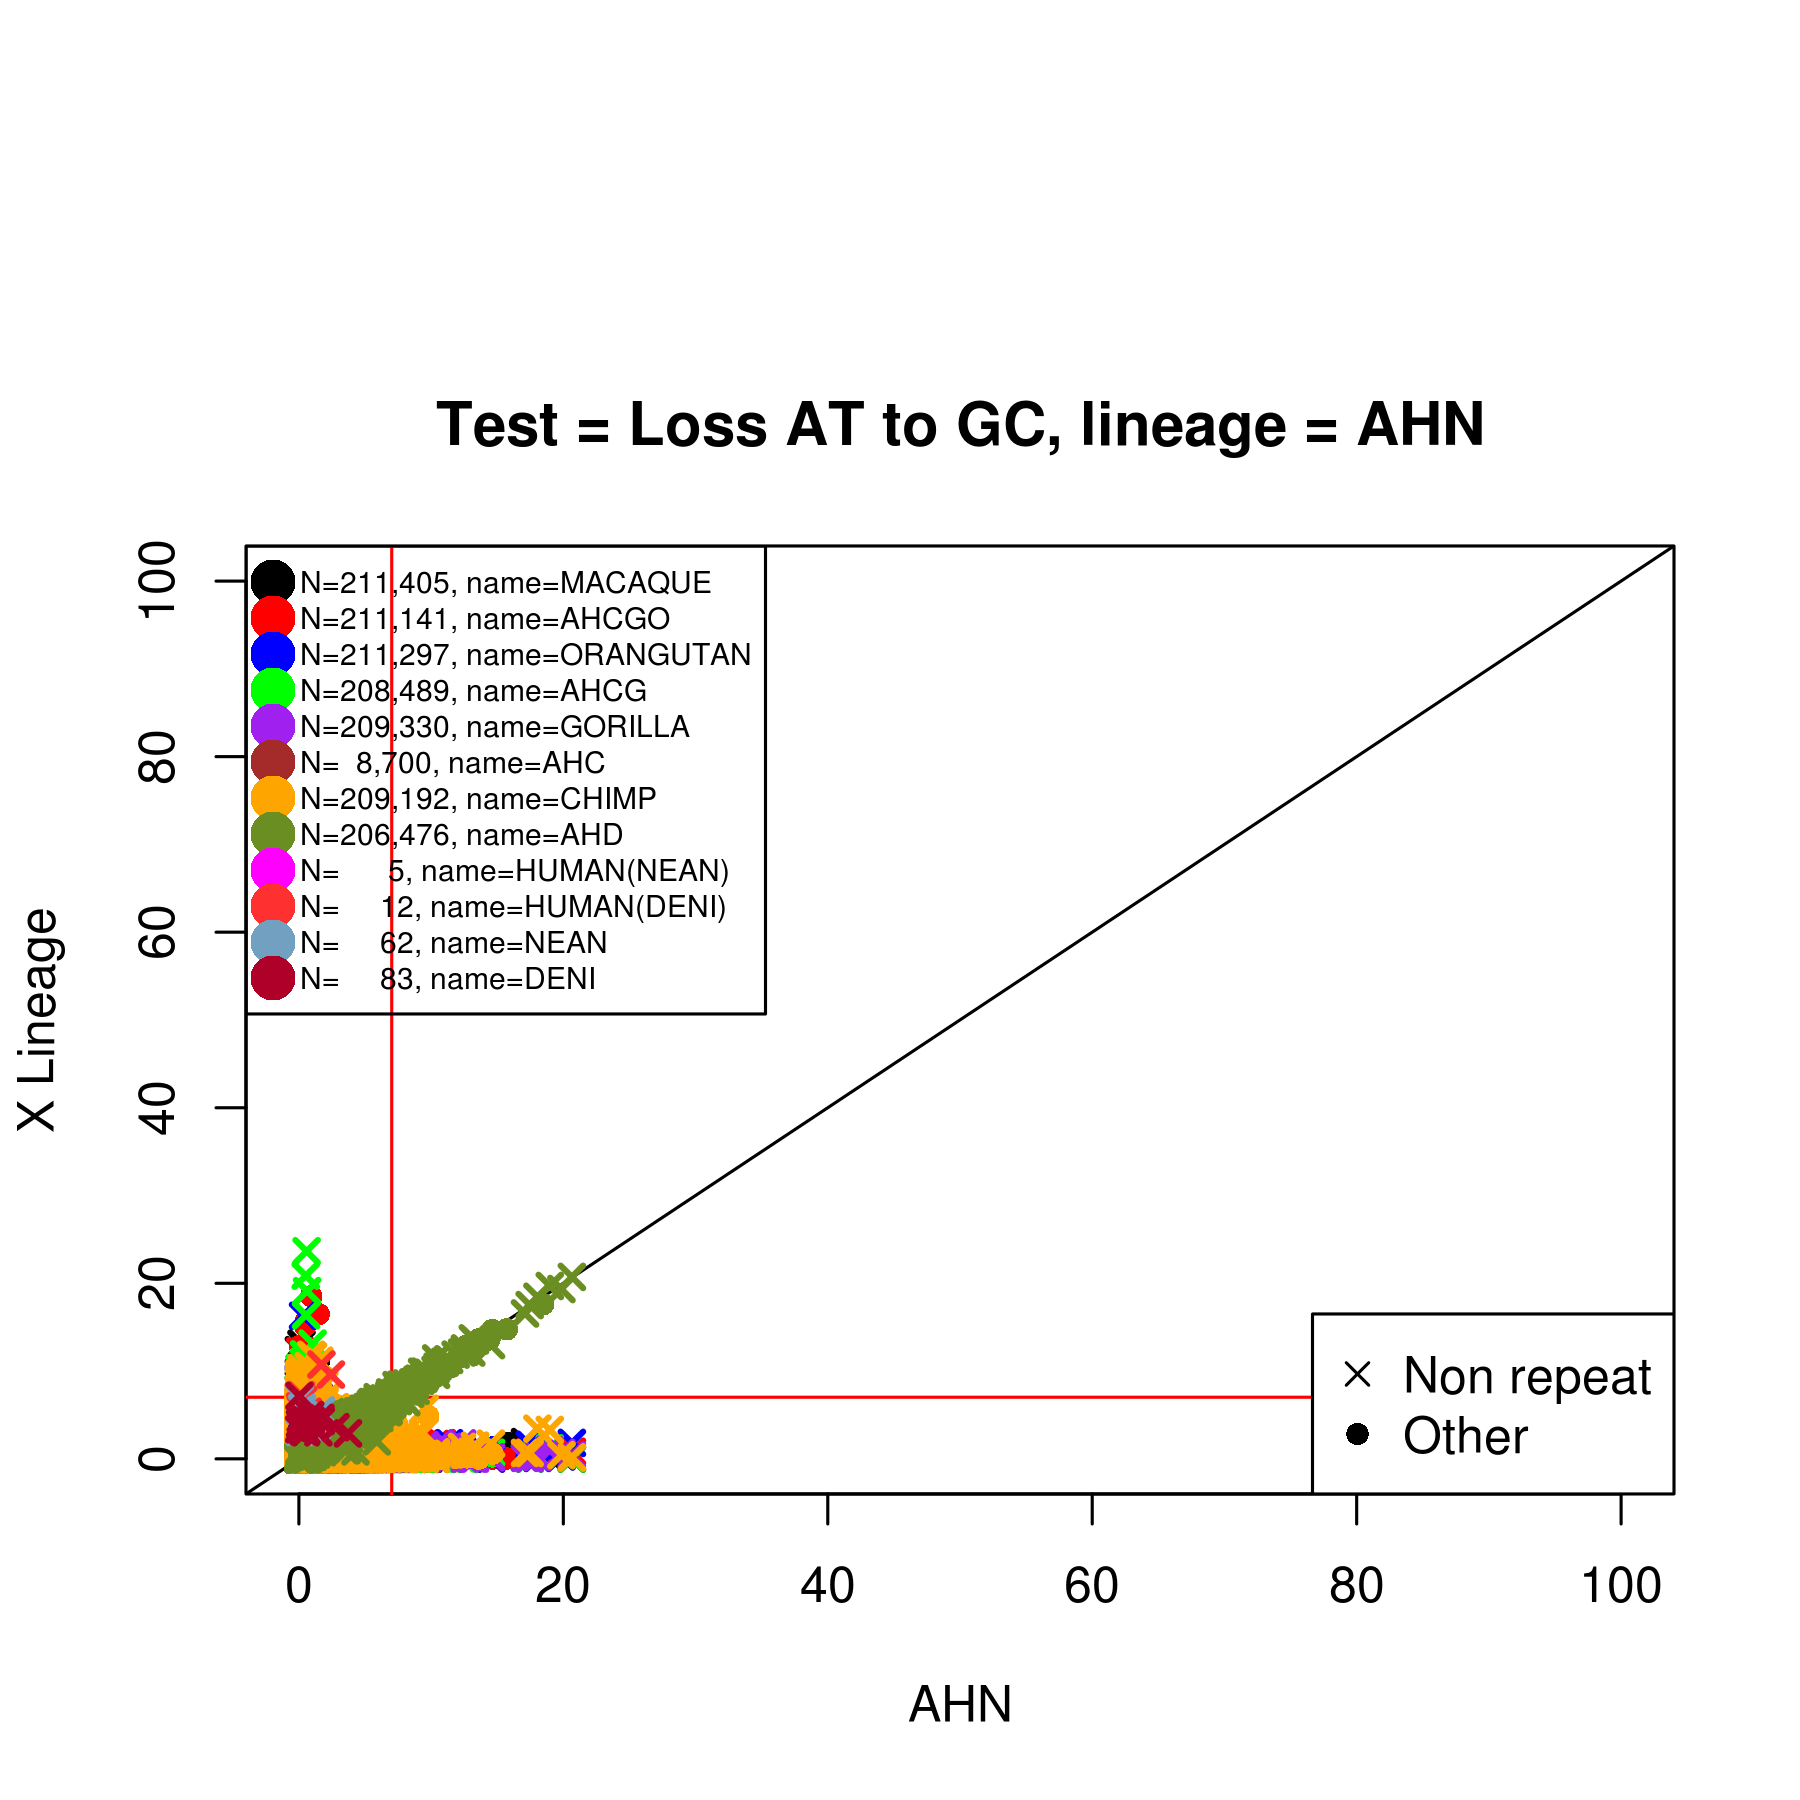 Test = Loss AT to GC, lineage = AHN
X Lineage
100
80
60
40
20
0
N=211,405, name=MACAQUE
N=211,141, name=AHCGO
N=211,297, name=ORANGUTAN
N=208,489, name=AHCG
N=209,330, name=GORILLA
N= 8,700, name=AHC
N=209,192, name=CHIMP
N=206,476, name=AHD
N= 5, name=HUMAN(NEAN)
N= 12, name=HUMAN(DENI)
N= 62, name=NEAN
N= 83, name=DENI
Non repeat
Other
0 20 40 60 80 100
AHN